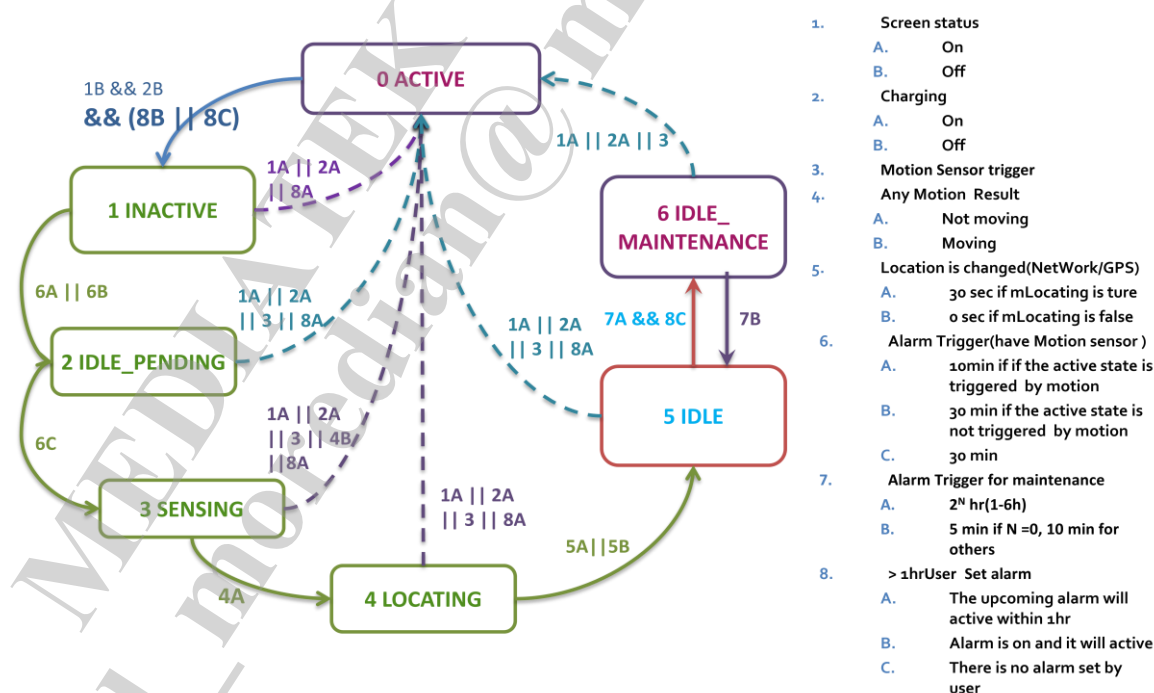 0 ACTIVE
1B && 2B
&& (8B || 8C)
1A || 2A || 3
1A || 2A
|| 8A
1 INACTIVE
6 IDLE_
MAINTENANCE
6A || 6B
1A || 2A
|| 3 || 8A
1A || 2A
|| 3 || 8A
7A && 8C
7B
2 IDLE_PENDING
5 IDLE
1A || 2A
|| 3 || 4B
||8A
6C
3 SENSING
1A || 2A
|| 3 || 8A
5A||5B
4A
4 LOCATING
1. Screen status
A. On
B. Off
2. Charging
A. On
B. Off
3. Motion Sensor trigger
4. Any Motion Result
A. Not moving
B. Moving
5. Location is changed(NetWork/GPS)
A. 30 sec if mLocating is ture
B. 0 sec if mLocating is false
6. Alarm Trigger(have Motion sensor )
A. 10min if if the active state is
triggered by motion
B. 30 min if the active state is
not triggered by motion
C. 30 min
7. Alarm Trigger for maintenance
A. 2ᴺ hr(1-6h)
B. 5 min if N =0, 10 min for
others
8. > 1hrUser Set alarm
A. The upcoming alarm will
active within 1hr
B. Alarm is on and it will active
C. There is no alarm set by
user
MEDIATEK